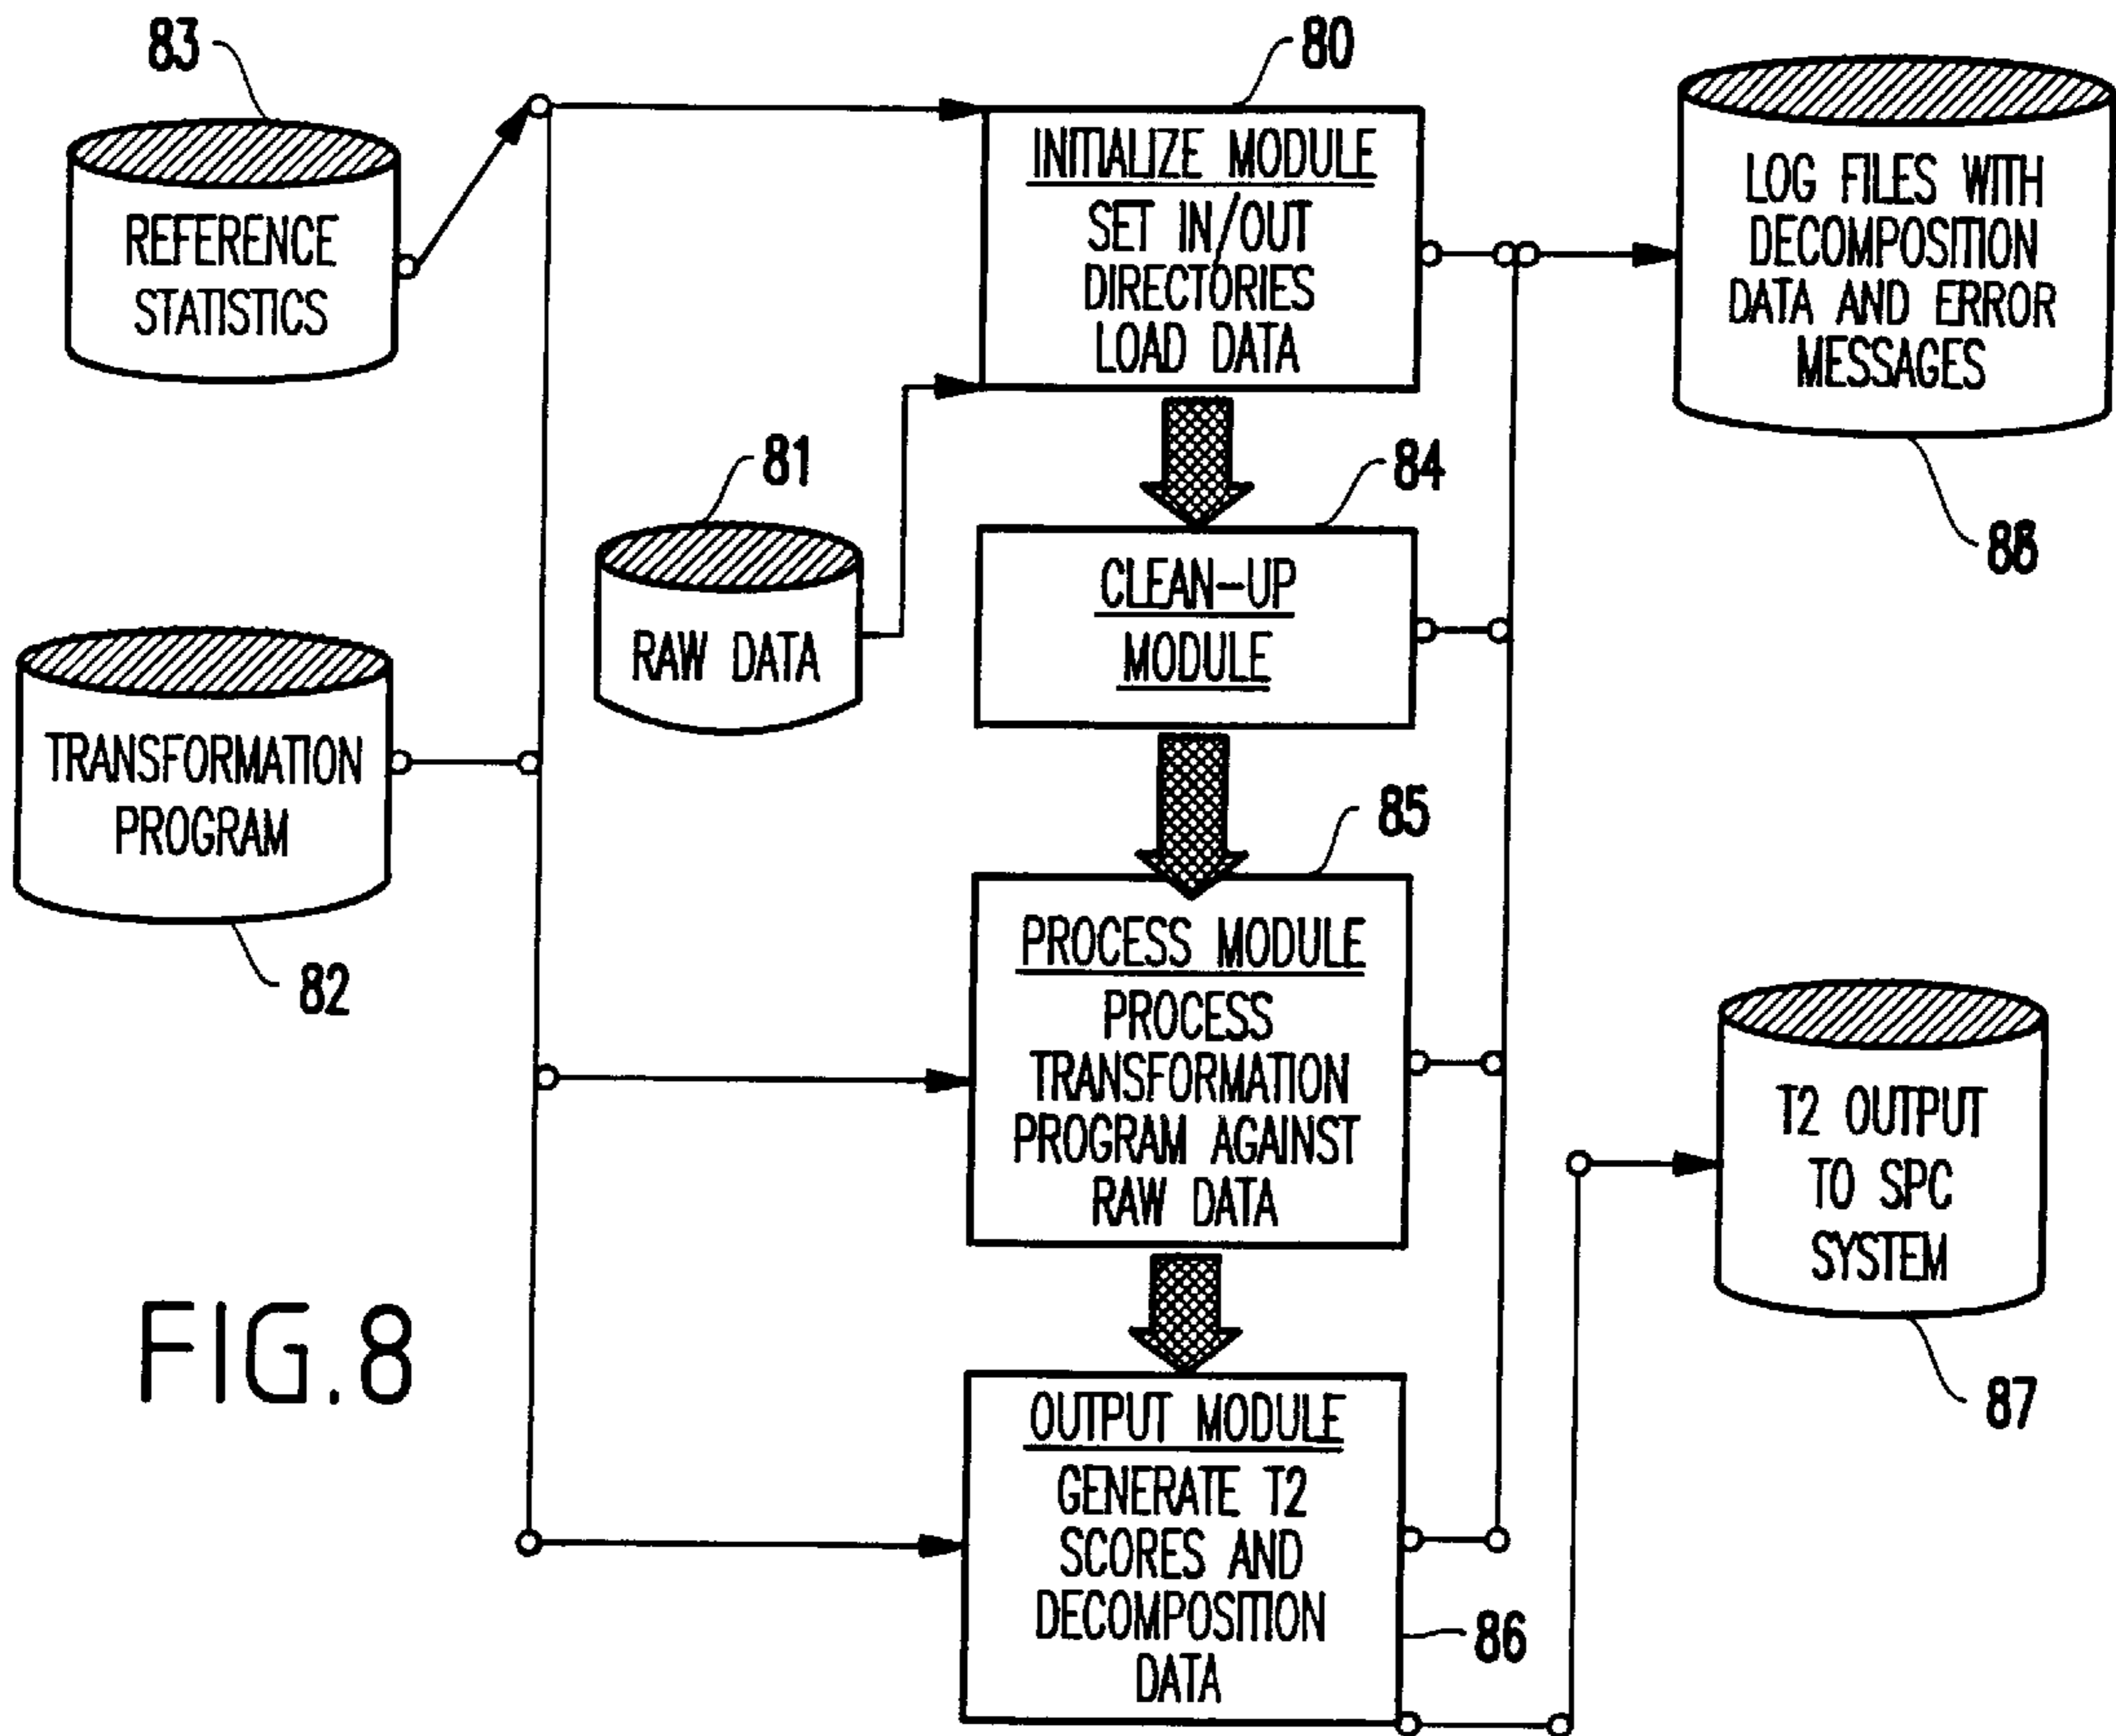 83
REFERENCE
STATISTICS
80
INITIALIZE MODULE
SET IN/OUT
DIRECTORIES
LOAD DATA
LOG FILES WITH
DECOMPOSITION
DATA AND ERROR
MESSAGES
88
81
RAW DATA
84
CLEAN-UP
MODULE
TRANSFORMATION
PROGRAM
82
85
PROCESS MODULE
PROCESS
TRANSFORMATION
PROGRAM AGAINST
RAW DATA
T2 OUTPUT
TO SPC
SYSTEM
87
OUTPUT MODULE
GENERATE T2
SCORES AND
DECOMPOSITION
DATA
86
FIG.8